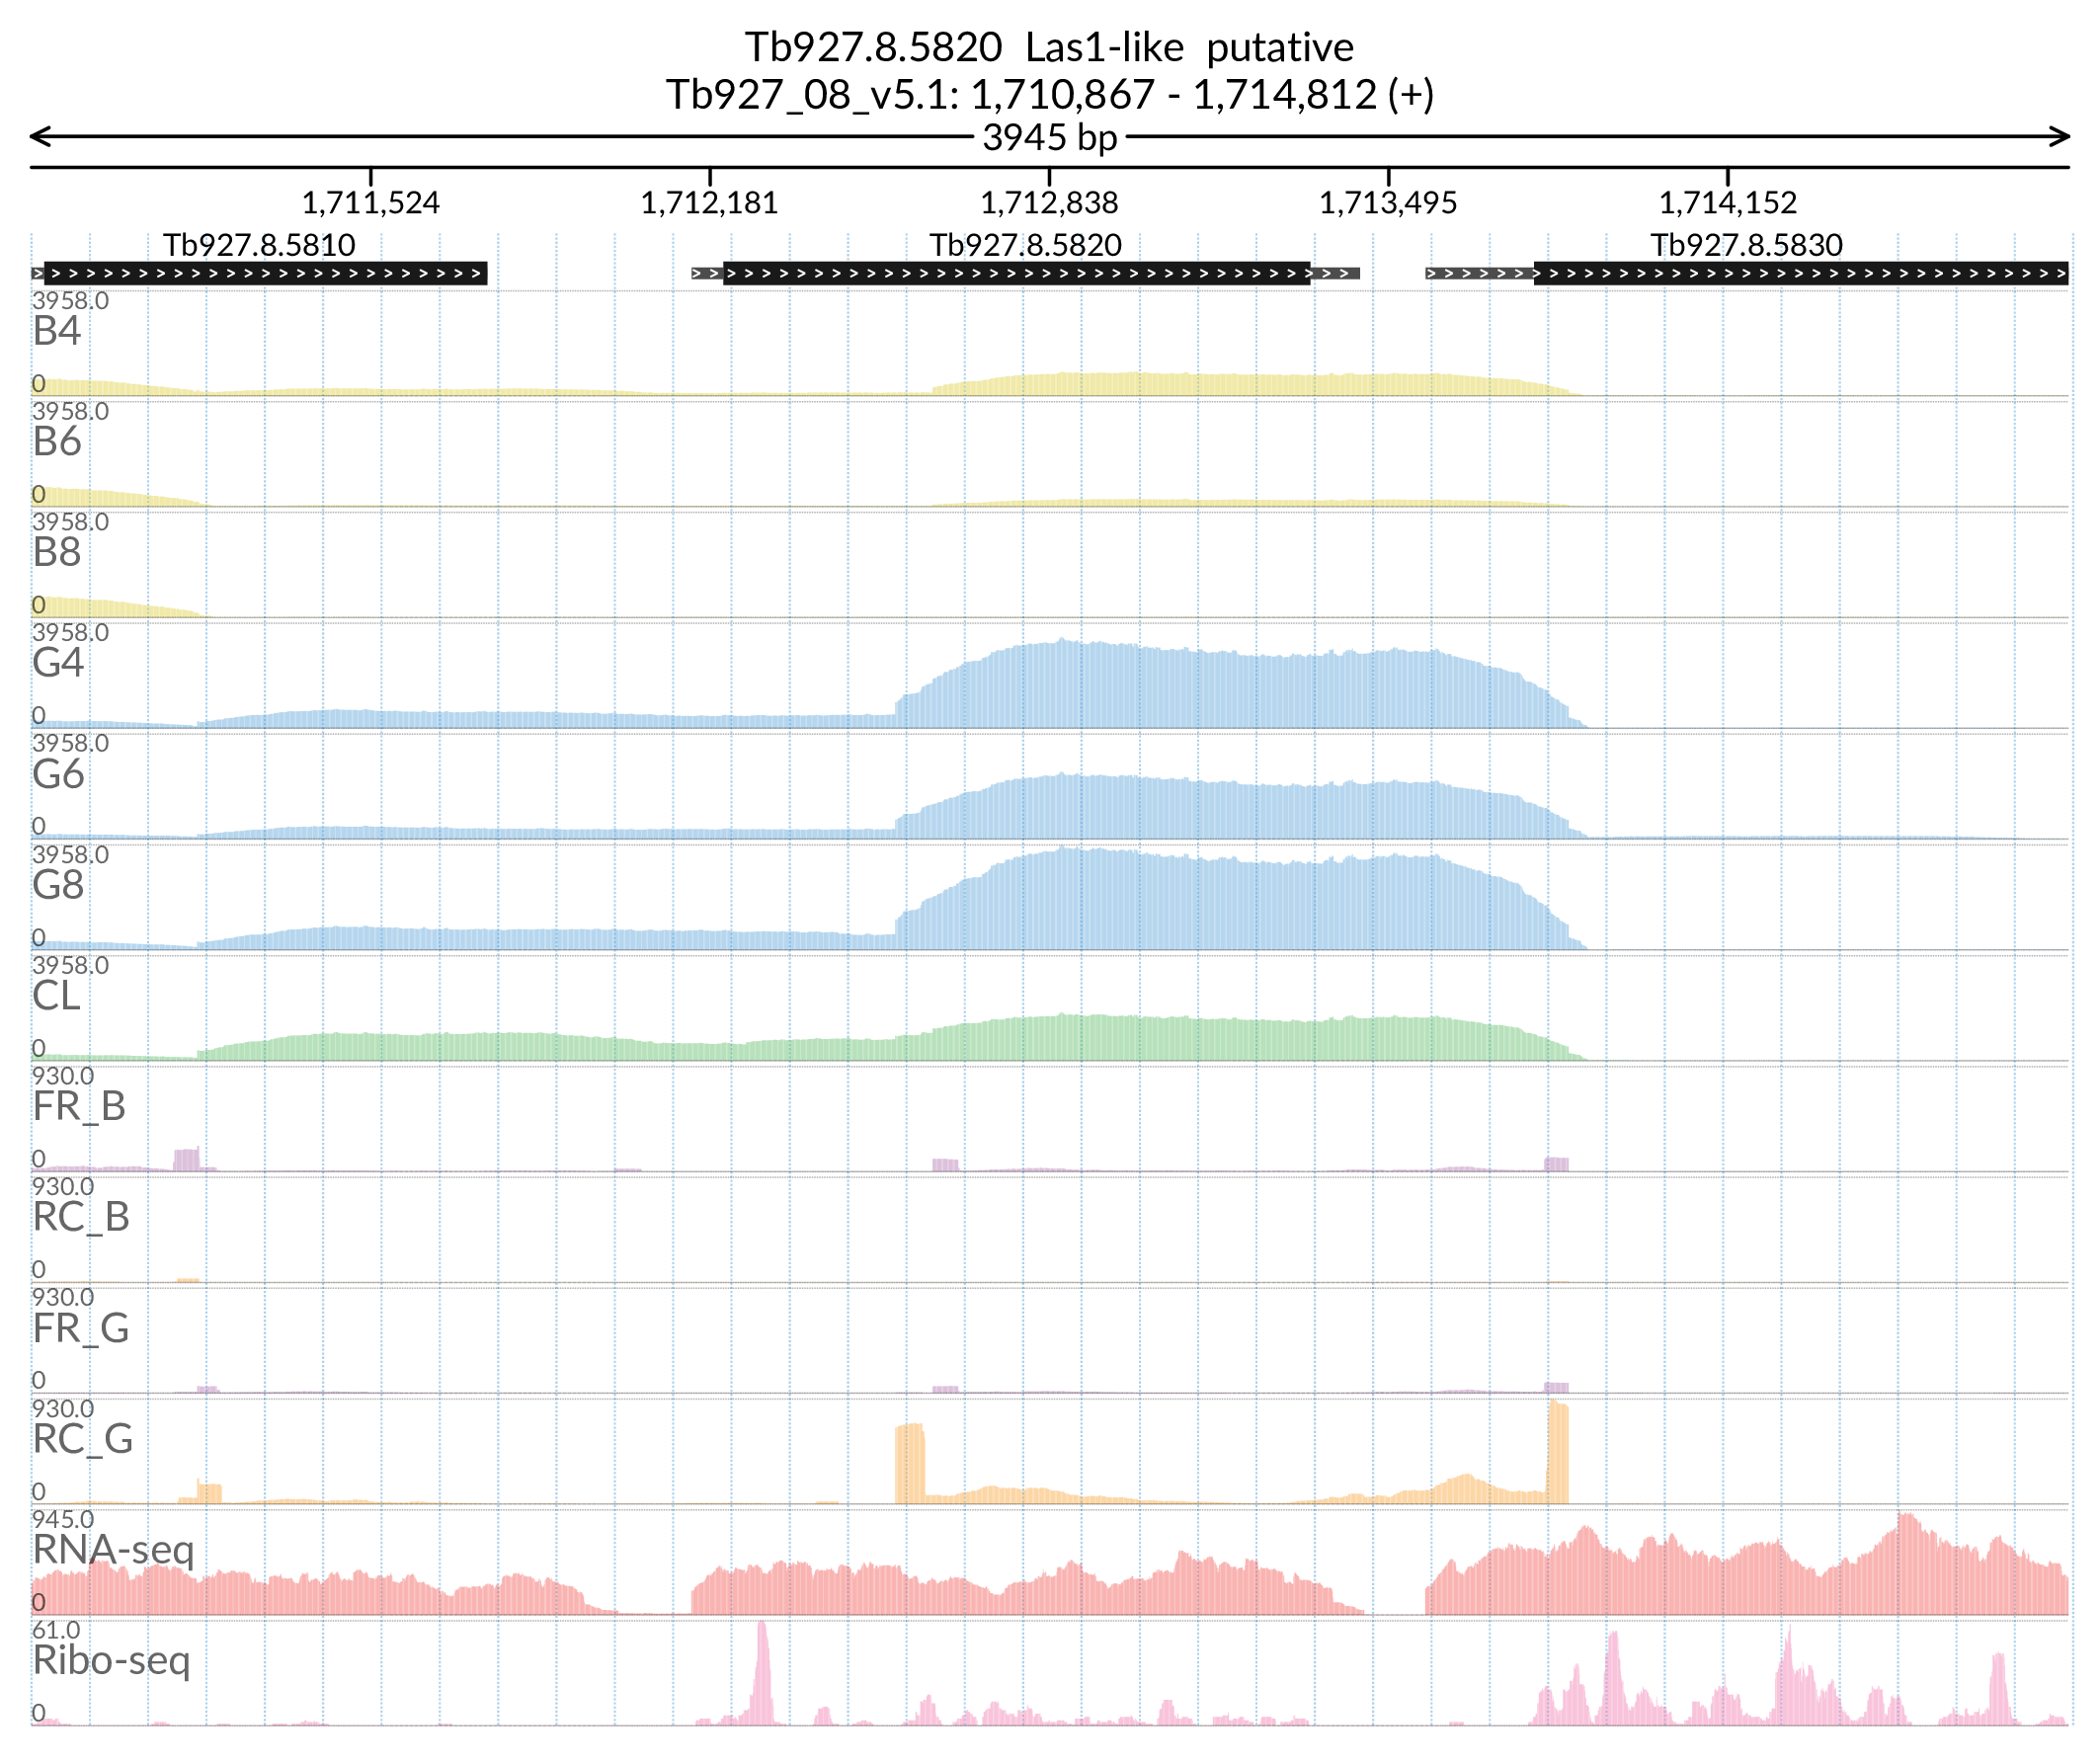 Tb927.8.5820 Las1-like putative
Tb927_08_v5.1: 1,710,867 - 1,714,812 (+)
3945 bp
1,711,524 1,712,181 1,712,838 1,713,495 1,714,152
Tb927.8.5810 Tb927.8.5820 Tb927.8.5830
3958.0
B4
0
3958.0
B6
0
3958.0
B8
0
3958.0
G4
0
3958.0
G6
0
3958.0
G8
0
3958.0
CL
0
930.0
FR_B
0
930.0
RC_B
0
930.0
FR_G
0
930.0
RC_G
0
945.0
RNA-seq
0
61.0
Ribo-seq
0